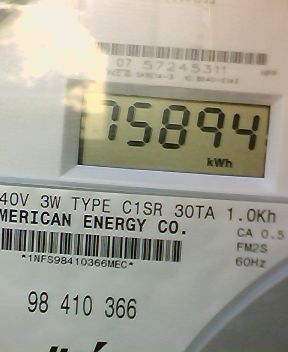 07 57245311
75894
kWh
40V 3W TYPE C1SR 30TA 1.0Kh
MERICAN ENERGY CO.
CA 0.5
FM2S
*1NFS98410366MEC*
60Hz
98 410 366